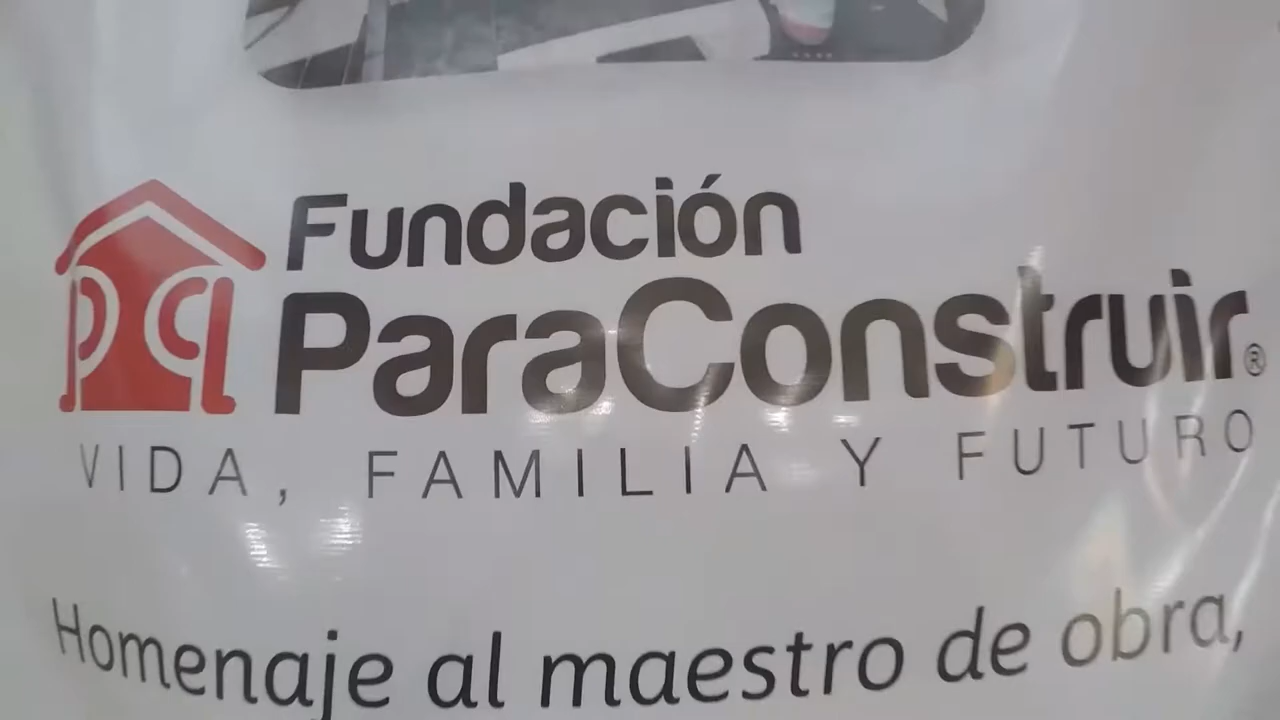 Fundación
ParaConstruir®
VIDA, FAMILIA Y FUTURO
Homenaje al maestro de obra,